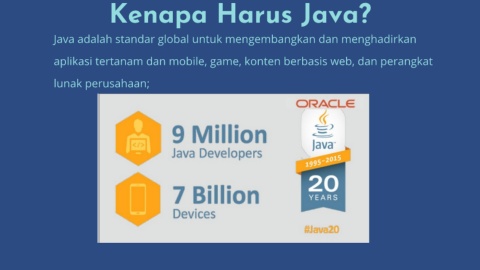 Kenapa Harus Java?
Java adalah standar global untuk mengembangkan dan menghadirkan
aplikasi tertanam dan mobile, game, konten berbasis web, dan perangkat
lunak perusahaan;
9 Million
Java Developers
7 Billion
Devices
ORACLE
Java
1995-2015
20
YEARS
#Java20